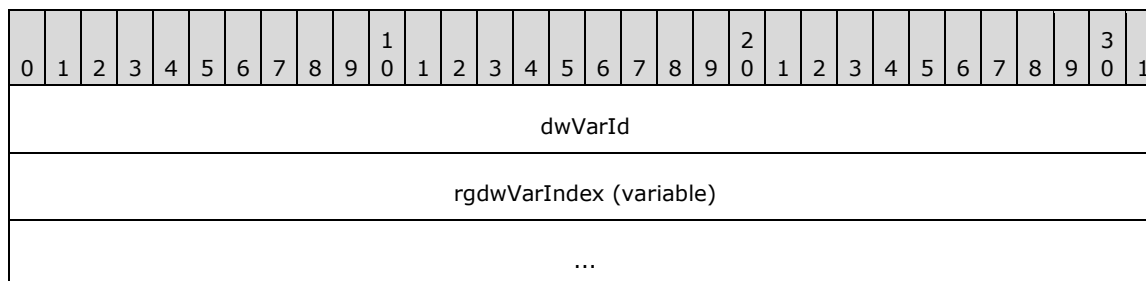 1 2 3
0 1 2 3 4 5 6 7 8 9 0 1 2 3 4 5 6 7 8 9 0 1 2 3 4 5 6 7 8 9 0 1
dwVarId
rgdwVarIndex (variable)
...